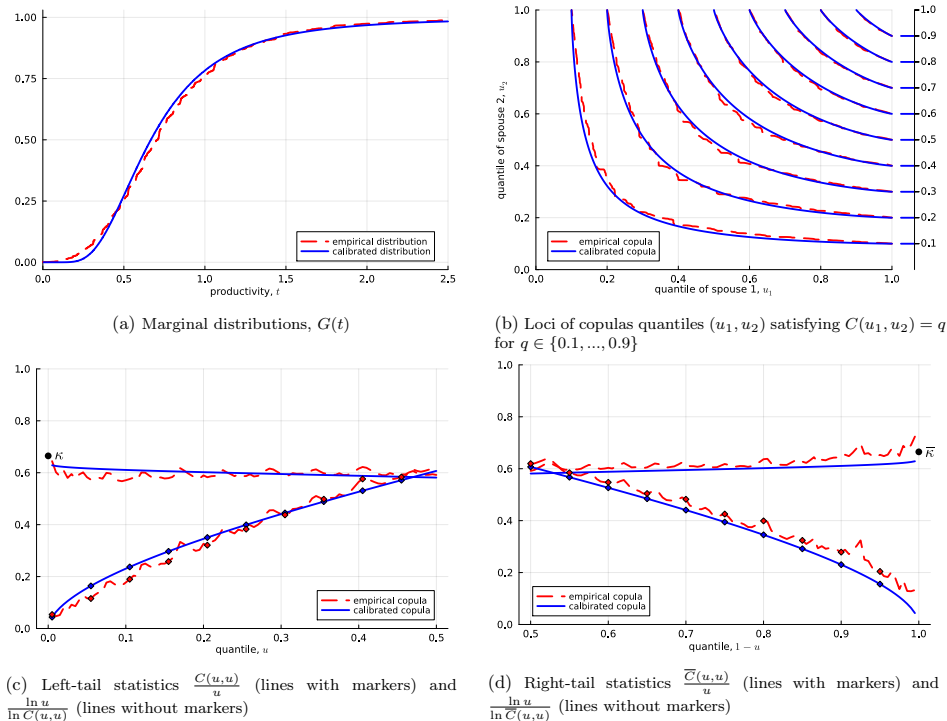 1.00
0.75
0.50
0.25
0.00
0.0
0.5
1.0
1.5
2.0
2.5
productivity, t
empirical distribution
calibrated distribution
(a) Marginal distributions, G(t)
1.0
0.8
0.6
0.4
0.2
0.0
quantile of spouse 2, u₂
0.0
0.2
0.4
0.6
0.8
1.0
quantile of spouse 1, u₁
empirical copula
calibrated copula
1.0
0.9
0.8
0.7
0.6
0.5
0.4
0.3
0.2
0.1
0
(b) Loci of copulas quantiles (u₁, u₂) satisfying C(u₁, u₂) = q
for q ∈ {0.1, ..., 0.9}
1.0
0.8
0.6
0.4
0.2
0.0
κ
0.0
0.1
0.2
0.3
0.4
0.5
quantile, u
empirical copula
calibrated copula
(c) Left-tail statistics C(u,u)/u (lines with markers) and
ln u/ln C(u,u) (lines without markers)
1.0
0.8
0.6
0.4
0.2
0.0
κ̅
0.5
0.6
0.7
0.8
0.9
1.0
quantile, 1 − u
empirical copula
calibrated copula
(d) Right-tail statistics C̅(u,u)/u (lines with markers) and
ln u/ln C̅(u,u) (lines without markers)